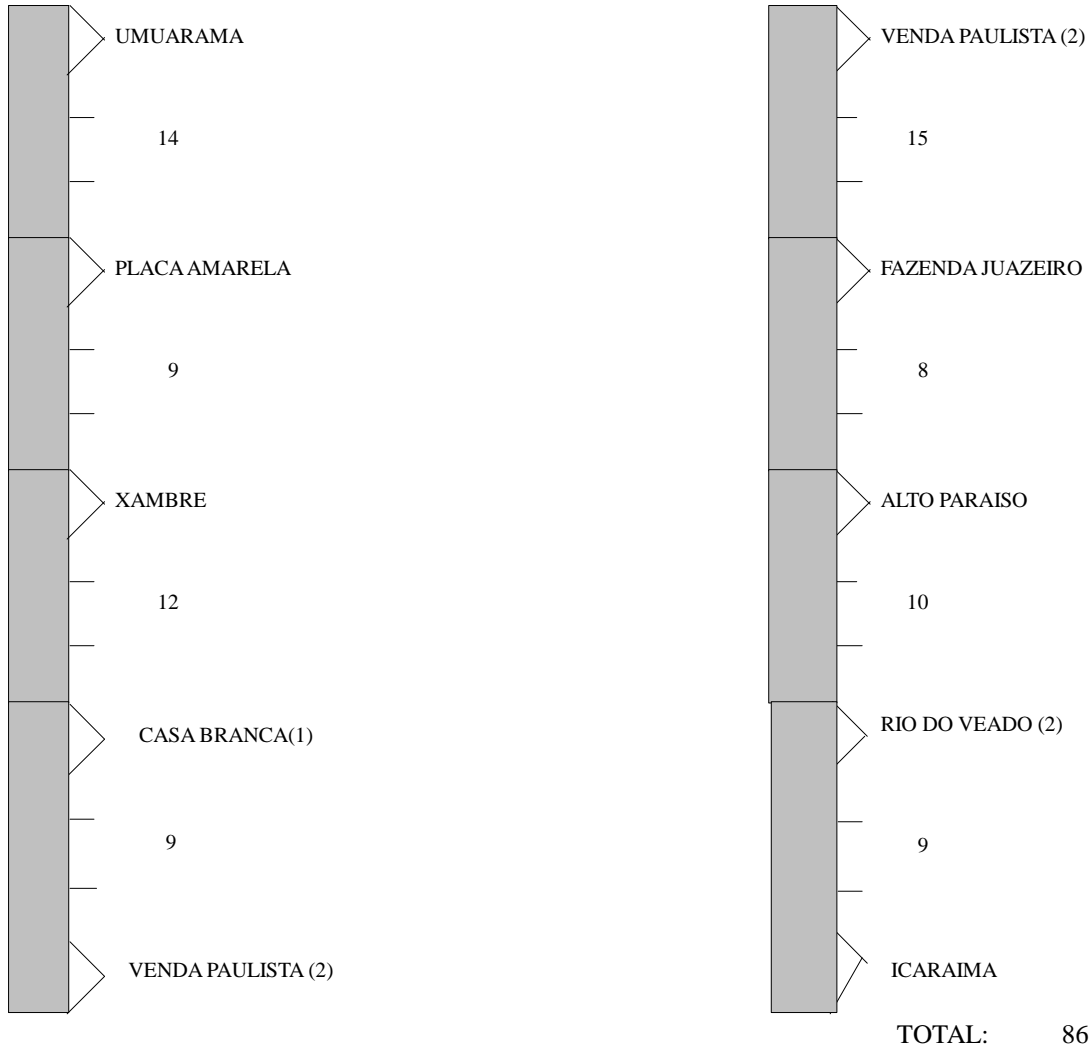 UMUARAMA
14
PLACA AMARELA
9
XAMBRE
12
CASA BRANCA(1)
9
VENDA PAULISTA (2)
VENDA PAULISTA (2)
15
FAZENDA JUAZEIRO
8
ALTO PARAISO
10
RIO DO VEADO (2)
9
ICARAIMA
TOTAL: 86